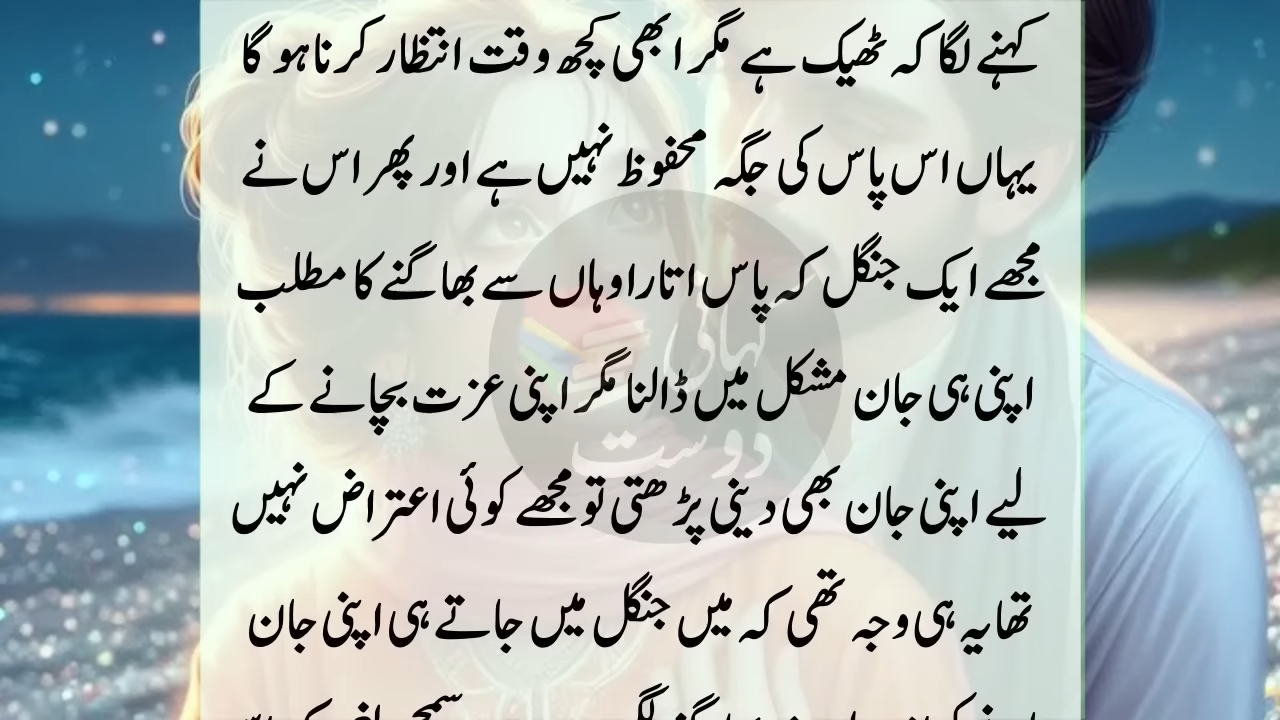 کہنے لگا کہ ٹھیک ہے مگر ابھی کچھ وقت انتظار کرنا ہو گا
یہاں اس پاس کی جگہ محفوظ نہیں ہے اور پھر اس نے
مجھے ایک جنگل کہ پاس اتارا وہاں سے بھاگنے کا مطلب
اپنی ہی جان مشکل میں ڈالنا مگر اپنی عزت بچانے کے
لیے اپنی جان بھی دینی پڑھتی تو مجھے کوئی اعتراض نہیں
تھا یہ ہی وجہ تھی کہ میں جنگل میں جاتے ہی اپنی جان
کہانی
دوست